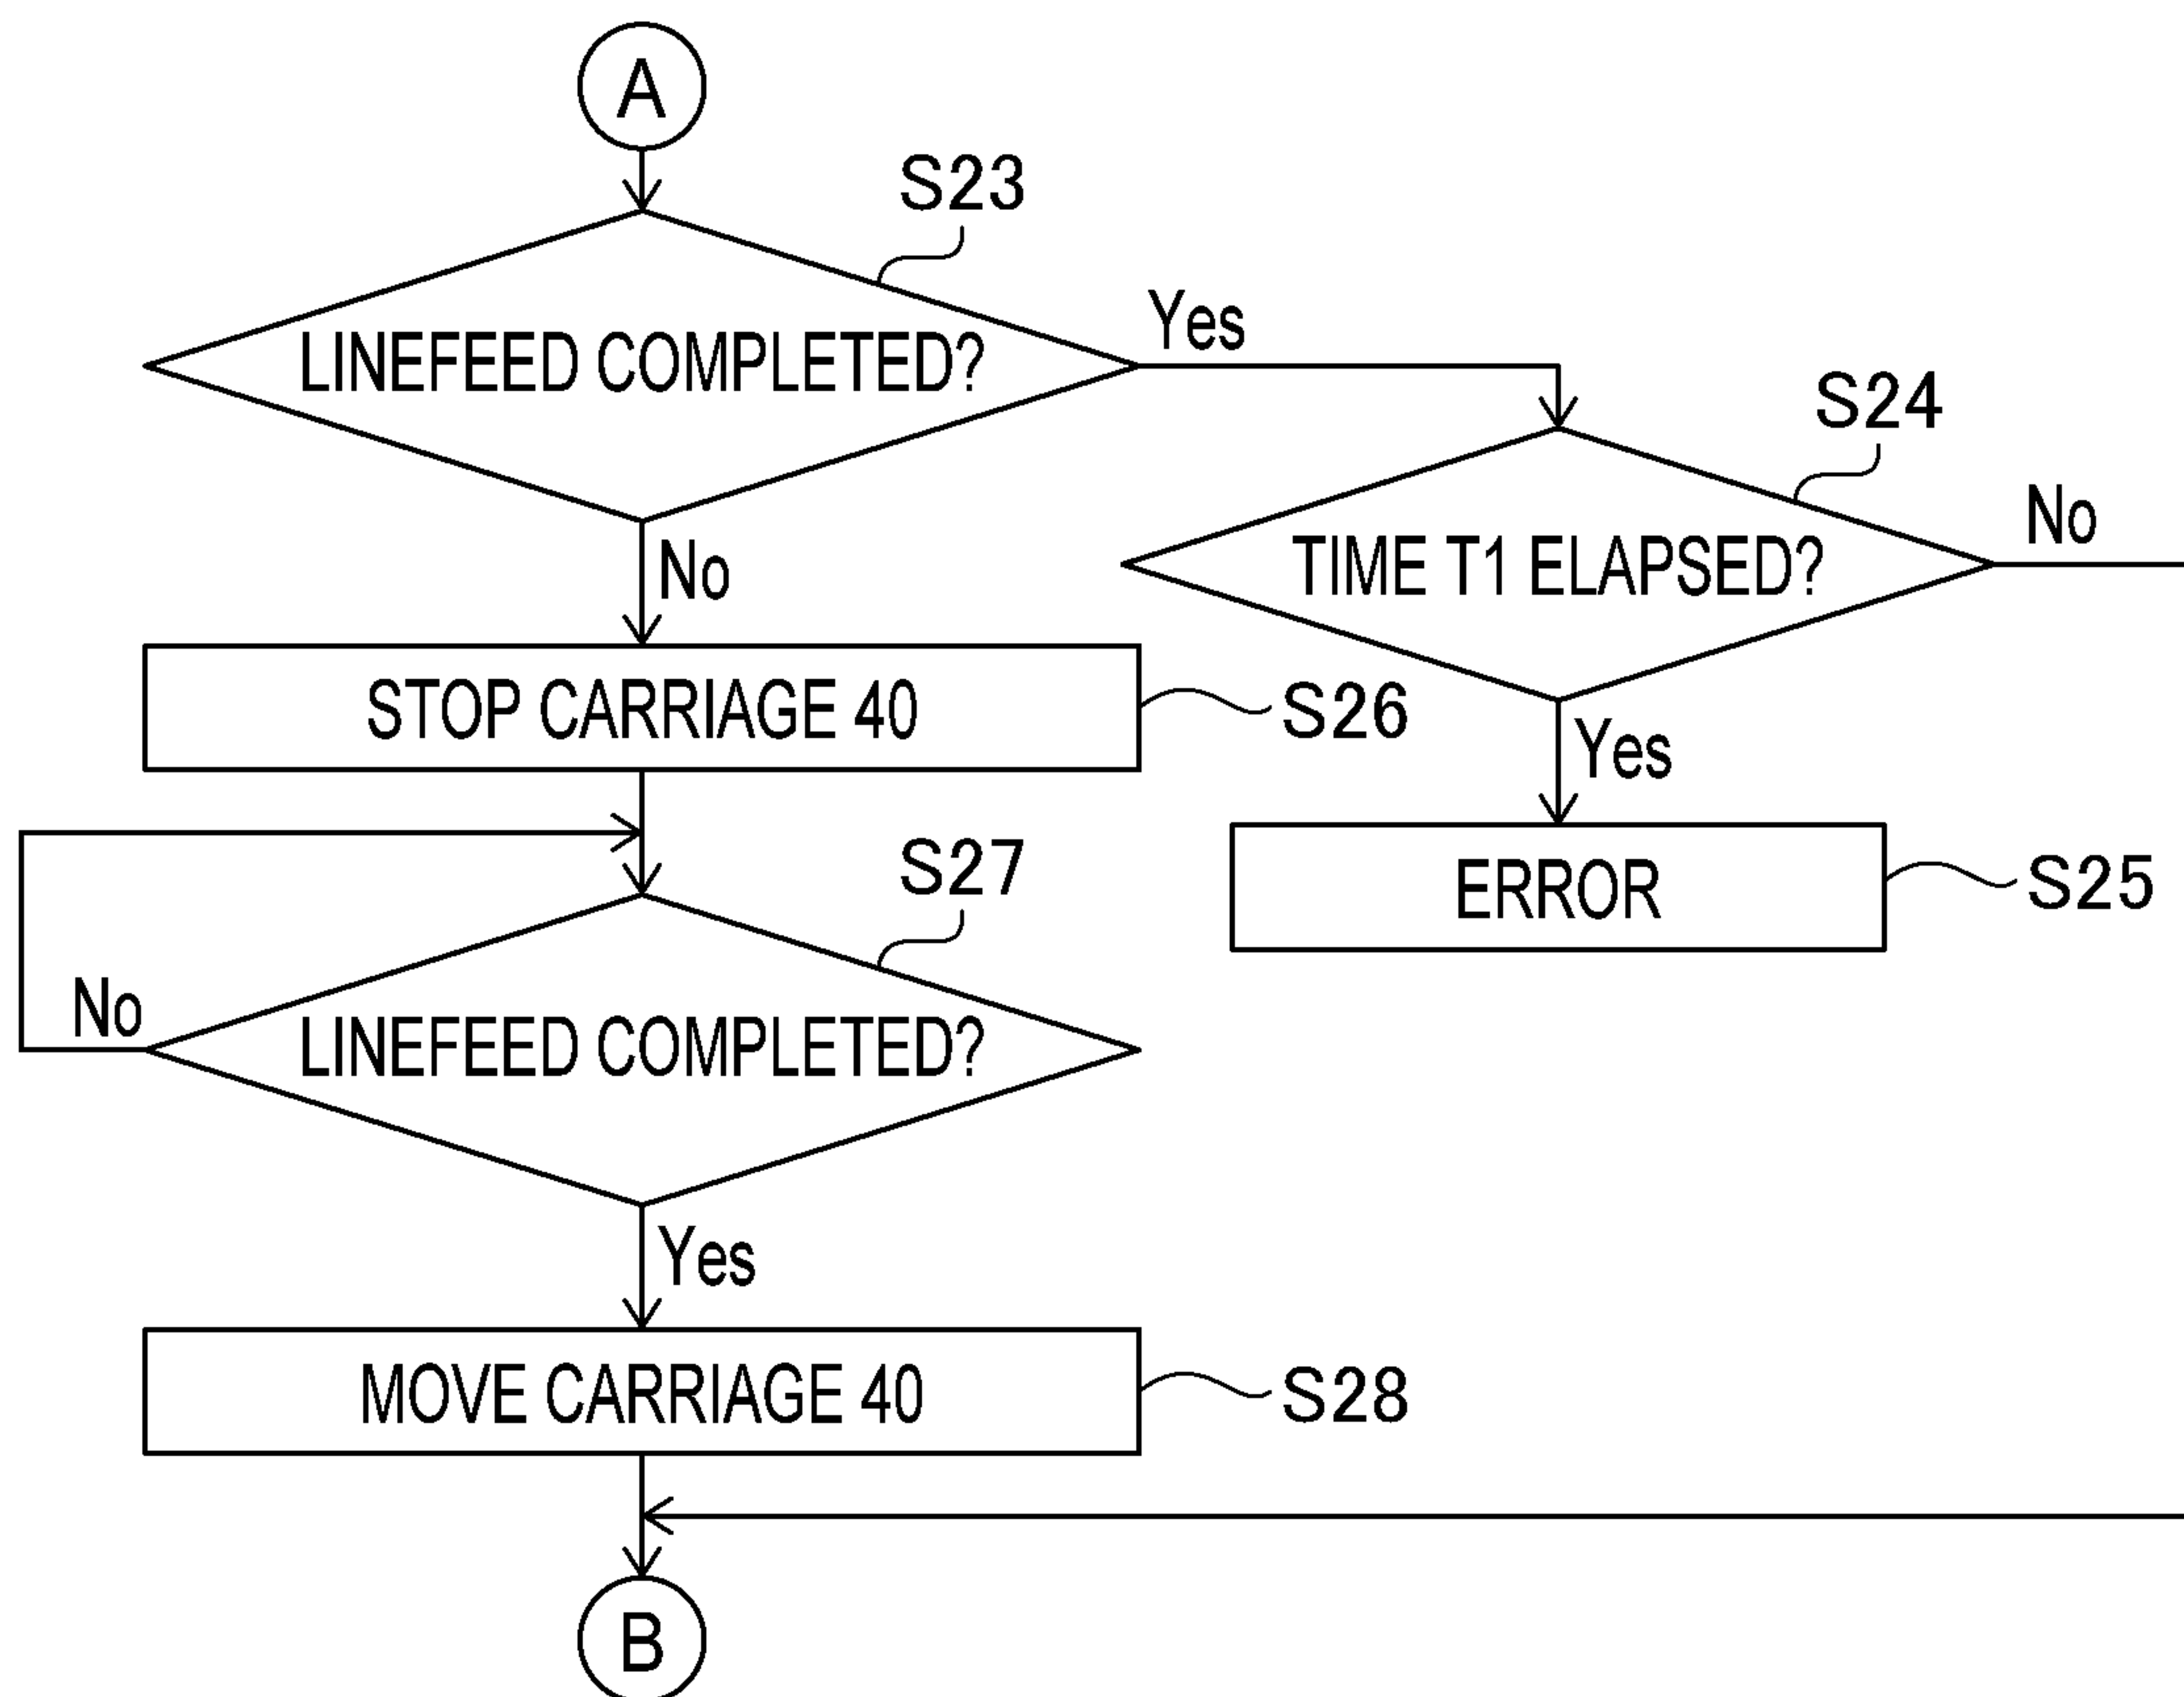 A
S23
LINEFEED COMPLETED?
Yes
S24
No
TIME T1 ELAPSED?
No
STOP CARRIAGE 40
S26
Yes
S27
ERROR
S25
No
LINEFEED COMPLETED?
Yes
MOVE CARRIAGE 40
S28
B